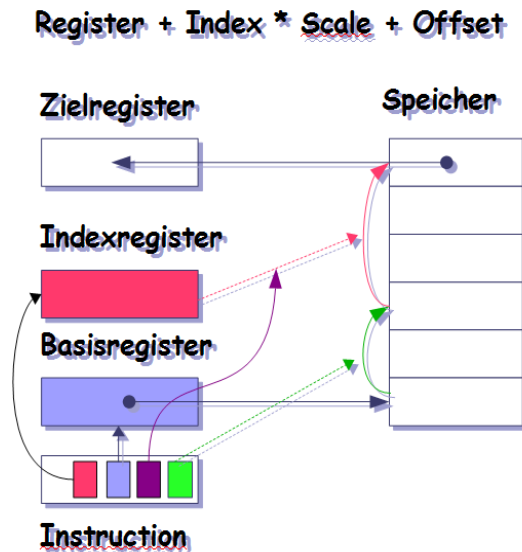 Register + Index * Scale + Offset
Zielregister
Speicher
Indexregister
Basisregister
Instruction